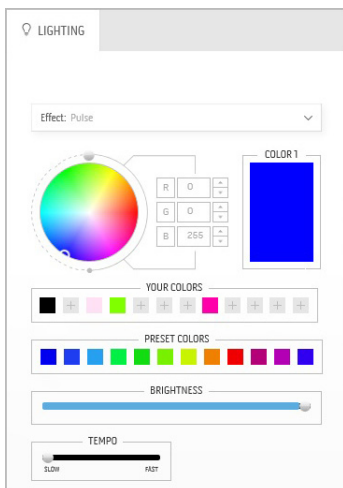 LIGHTING
Effect: Pulse
COLOR 1
R 0
G 0
B 255
YOUR COLORS
PRESET COLORS
BRIGHTNESS
TEMPO
SLOW FAST